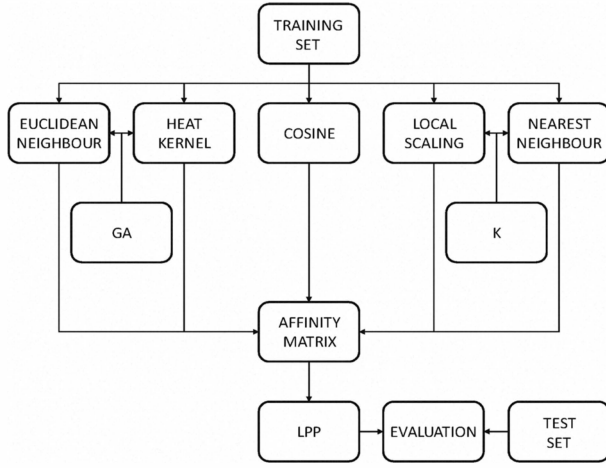 TRAINING
SET
EUCLIDEAN
NEIGHBOUR
HEAT
KERNEL
COSINE
LOCAL
SCALING
NEAREST
NEIGHBOUR
GA
K
AFFINITY
MATRIX
LPP
EVALUATION
TEST
SET